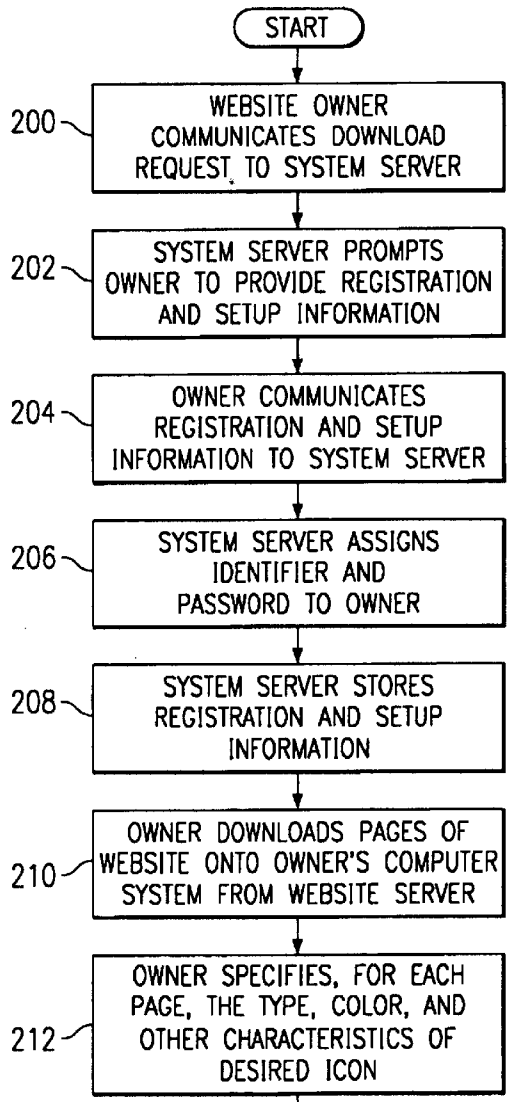 START
200
WEBSITE OWNER
COMMUNICATES DOWNLOAD
REQUEST TO SYSTEM SERVER
202
SYSTEM SERVER PROMPTS
OWNER TO PROVIDE REGISTRATION
AND SETUP INFORMATION
204
OWNER COMMUNICATES
REGISTRATION AND SETUP
INFORMATION TO SYSTEM SERVER
206
SYSTEM SERVER ASSIGNS
IDENTIFIER AND
PASSWORD TO OWNER
208
SYSTEM SERVER STORES
REGISTRATION AND SETUP
INFORMATION
210
OWNER DOWNLOADS PAGES OF
WEBSITE ONTO OWNER'S COMPUTER
SYSTEM FROM WEBSITE SERVER
212
OWNER SPECIFIES, FOR EACH
PAGE, THE TYPE, COLOR, AND
OTHER CHARACTERISTICS OF
DESIRED ICON